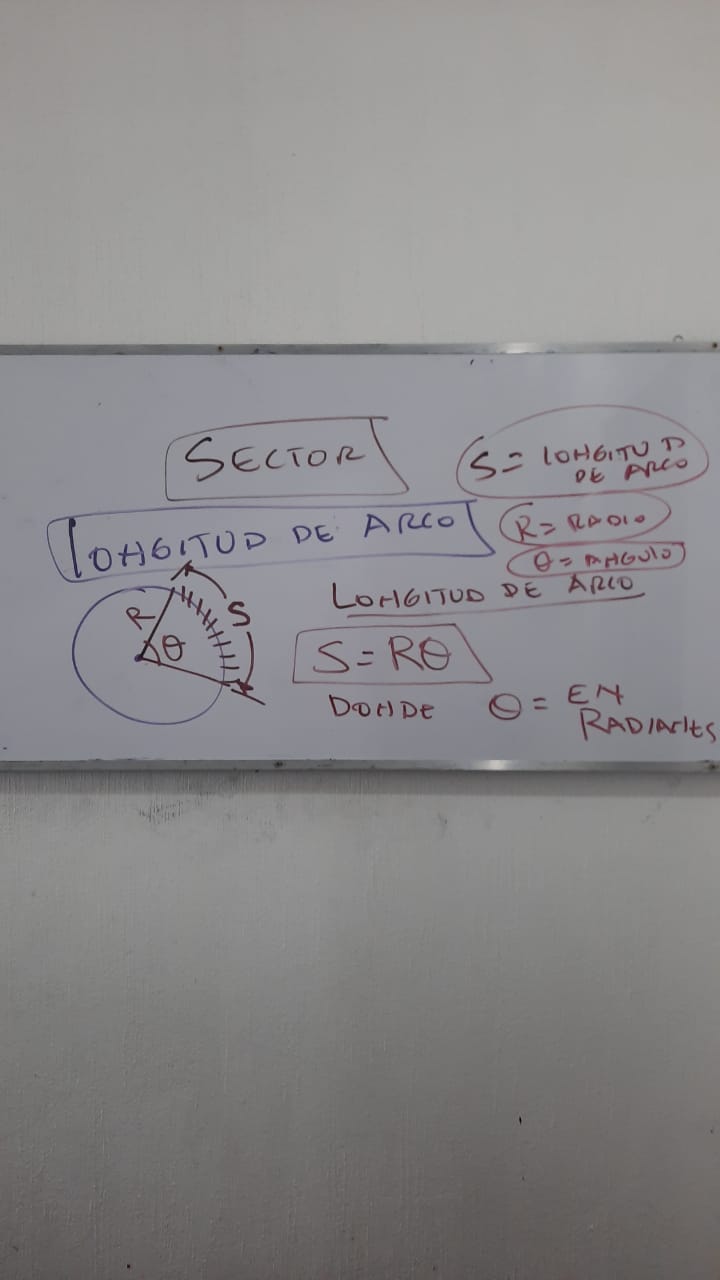 SECTOR
S = LONGITUD
DE ARCO
LONGITUD DE ARCO
R = RADIO
θ = ANGULO
LONGITUD DE ARCO
R
θ
S
S = Rθ
DONDE θ = EN
RADIANES